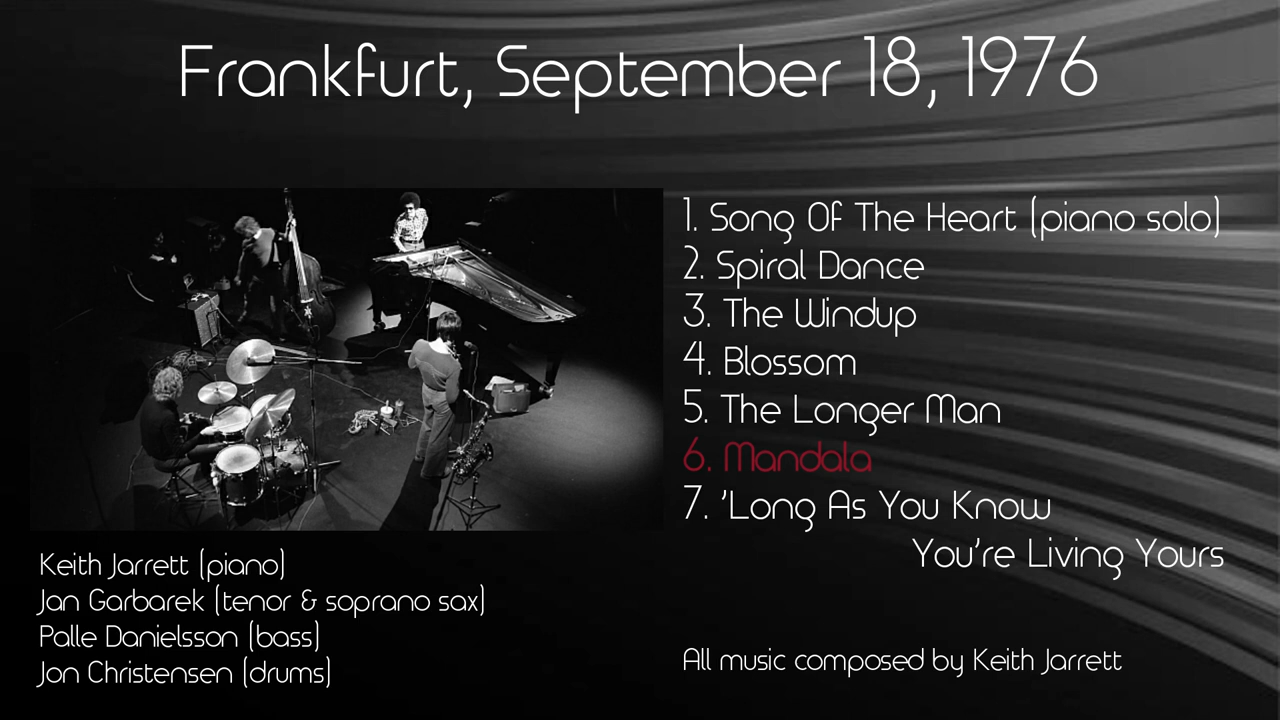 Frankfurt, September 18, 1976
1. Song Of The Heart (piano solo)
2. Spiral Dance
3. The Windup
4. Blossom
5. The Longer Man
6. Mandala
7. 'Long As You Know
You're Living Yours
Keith Jarrett (piano)
Jan Garbarek (tenor & soprano sax)
Palle Danielsson (bass)
Jon Christensen (drums)
All music composed by Keith Jarrett